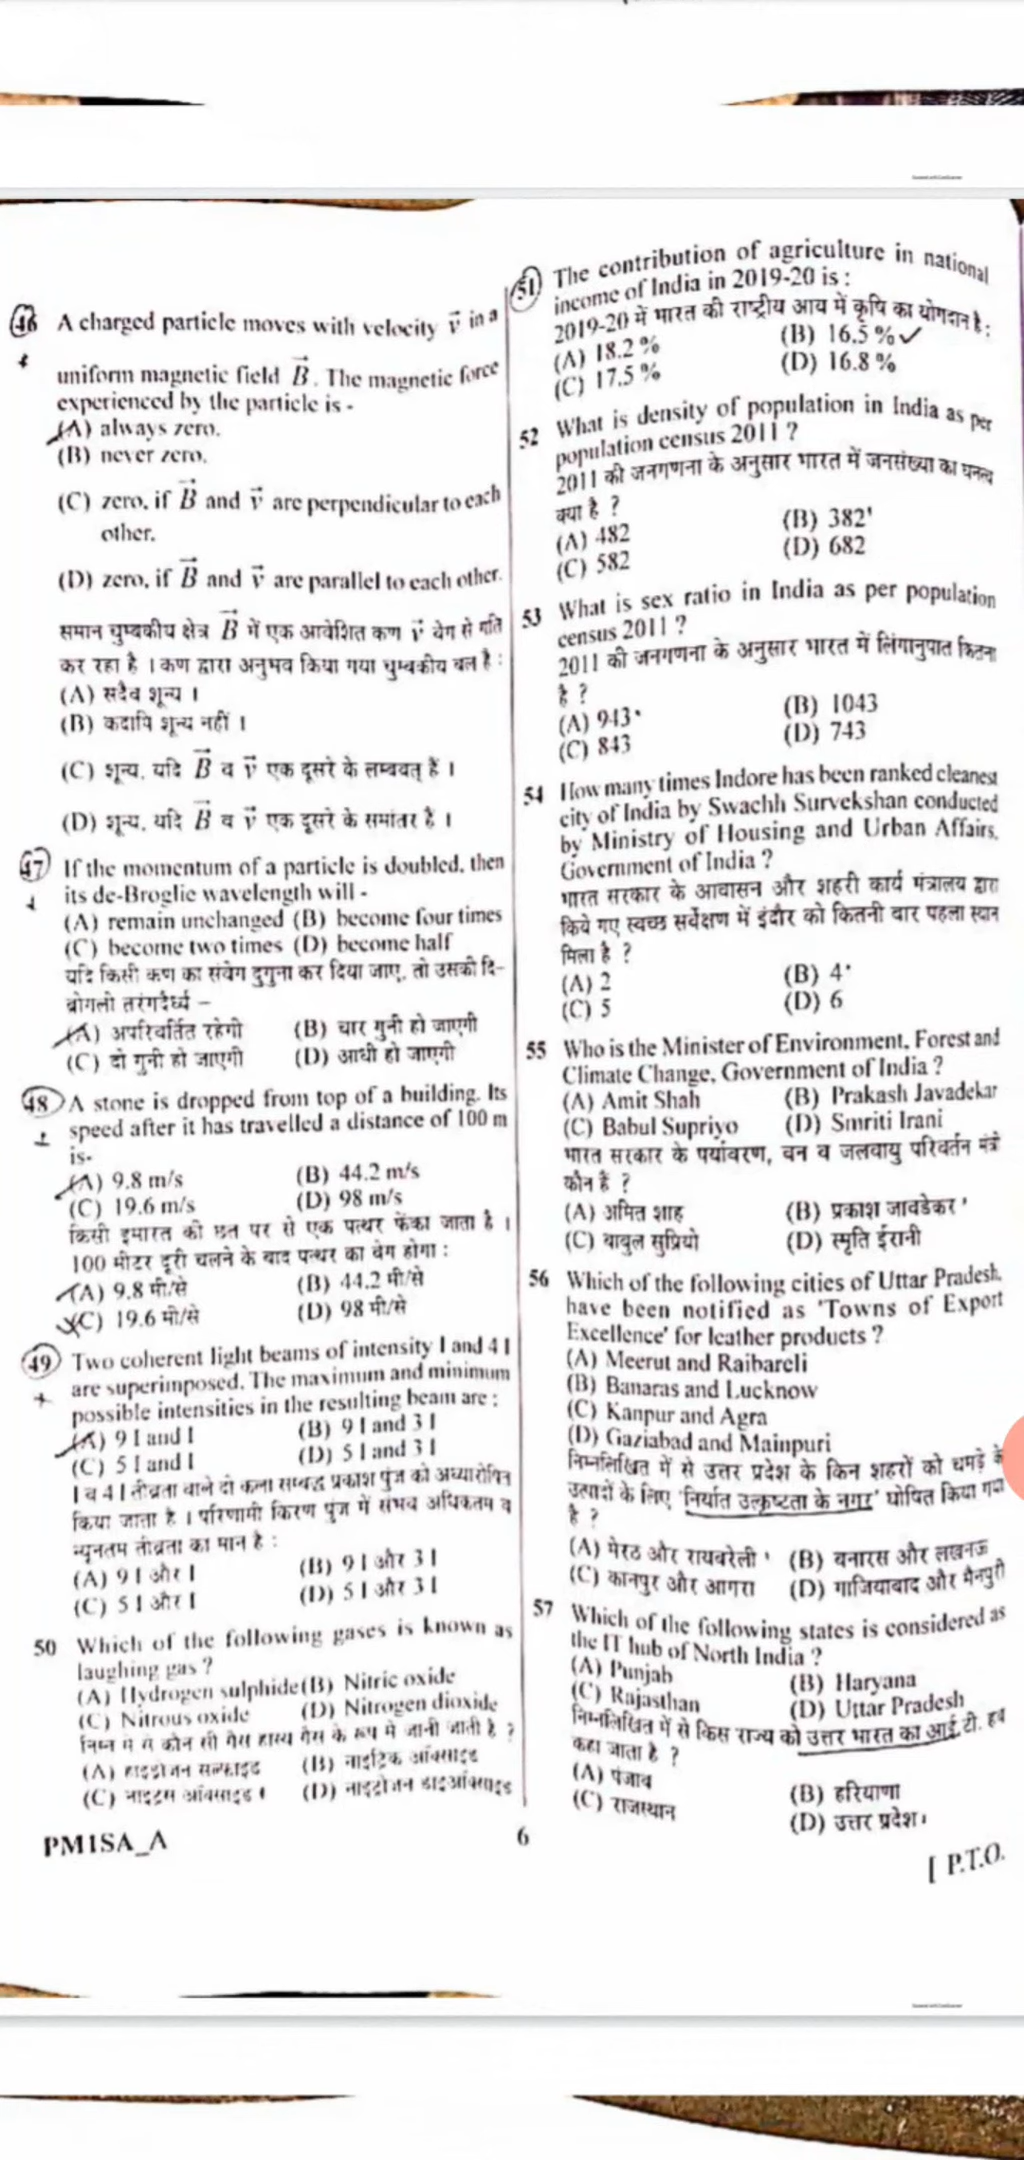 46 A charged particle moves with velocity v in a
uniform magnetic field B. The magnetic force
experienced by the particle is -
(A) always zero.
(B) never zero.
(C) zero, if B and v are perpendicular to each
other.
(D) zero, if B and v are parallel to each other.
समान चुम्बकीय क्षेत्र B में एक आवेशित कण v वेग से गति
कर रहा है । कण द्वारा अनुभव किया गया चुम्बकीय बल है :
(A) सदैव शून्य ।
(B) कदापि शून्य नहीं ।
(C) शून्य, यदि B व v एक दूसरे के लम्बवत् हैं ।
(D) शून्य, यदि B व v एक दूसरे के समांतर है ।
47 If the momentum of a particle is doubled, then
its de-Broglie wavelength will -
(A) remain unchanged (B) become four times
(C) become two times (D) become half
यदि किसी कण का संवेग दुगुना कर दिया जाए, तो उसकी दि-
ब्रोगली तरंगदैर्ध्य –
(A) अपरिवर्तित रहेगी (B) चार गुनी हो जाएगी
(C) दो गुनी हो जाएगी (D) आधी हो जाएगी
48 A stone is dropped from top of a building. Its
speed after it has travelled a distance of 100 m
is-
(A) 9.8 m/s (B) 44.2 m/s
(C) 19.6 m/s (D) 98 m/s
किसी इमारत की छत पर से एक पत्थर फेंका जाता है ।
100 मीटर दूरी चलने के बाद पत्थर का वेग होगा :
(A) 9.8 मी/से (B) 44.2 मी/से
(C) 19.6 मी/से (D) 98 मी/से
49 Two coherent light beams of intensity I and 4 I
are superimposed. The maximum and minimum
possible intensities in the resulting beam are :
(A) 9 I and I (B) 9 I and 3 I
(C) 5 I and I (D) 5 I and 3 I
I व 4 I तीव्रता वाले दो कला सम्बद्ध प्रकाश पुंज को अध्यारोपित
किया जाता है । परिणामी किरण पुंज में संभव अधिकतम व
न्यूनतम तीव्रता का मान है :
(A) 9 I और I (B) 9 I और 3 I
(C) 5 I और I (D) 5 I और 3 I
50 Which of the following gases is known as
laughing gas ?
(A) Hydrogen sulphide (B) Nitric oxide
(C) Nitrous oxide (D) Nitrogen dioxide
निम्न में से कौन सी गैस हास्य गैस के रूप में जानी जाती है ?
(A) हाइड्रोजन सल्फाइड (B) नाइट्रिक ऑक्साइड
(C) नाइट्रस ऑक्साइड (D) नाइट्रोजन डाइऑक्साइड
51 The contribution of agriculture in national
income of India in 2019-20 is :
2019-20 में भारत की राष्ट्रीय आय में कृषि का योगदान है :
(A) 18.2 % (B) 16.5 % ✓
(C) 17.5 % (D) 16.8 %
52 What is density of population in India as per
population census 2011 ?
2011 की जनगणना के अनुसार भारत में जनसंख्या का घनत्व
क्या है ?
(A) 482 (B) 382
(C) 582 (D) 682
53 What is sex ratio in India as per population
census 2011 ?
2011 की जनगणना के अनुसार भारत में लिंगानुपात कितना
है ?
(A) 943 (B) 1043
(C) 843 (D) 743
54 How many times Indore has been ranked cleanest
city of India by Swachh Survekshan conducted
by Ministry of Housing and Urban Affairs,
Government of India ?
भारत सरकार के आवासन और शहरी कार्य मंत्रालय द्वारा
किये गए स्वच्छ सर्वेक्षण में इंदौर को कितनी बार पहला स्थान
मिला है ?
(A) 2 (B) 4
(C) 5 (D) 6
55 Who is the Minister of Environment, Forest and
Climate Change, Government of India ?
(A) Amit Shah (B) Prakash Javadekar
(C) Babul Supriyo (D) Smriti Irani
भारत सरकार के पर्यावरण, वन व जलवायु परिवर्तन मंत्री
कौन हैं ?
(A) अमित शाह (B) प्रकाश जावडेकर
(C) बाबुल सुप्रियो (D) स्मृति ईरानी
56 Which of the following cities of Uttar Pradesh,
have been notified as 'Towns of Export
Excellence' for leather products ?
(A) Meerut and Raibareli
(B) Banaras and Lucknow
(C) Kanpur and Agra
(D) Gaziabad and Mainpuri
निम्नलिखित में से उत्तर प्रदेश के किन शहरों को चमड़े के
उत्पादों के लिए 'निर्यात उत्कृष्टता के नगर' घोषित किया गया
है ?
(A) मेरठ और रायबरेली (B) बनारस और लखनऊ
(C) कानपुर और आगरा (D) गाजियाबाद और मैनपुरी
57 Which of the following states is considered as
the IT hub of North India ?
(A) Punjab (B) Haryana
(C) Rajasthan (D) Uttar Pradesh
निम्नलिखित में से किस राज्य को उत्तर भारत का आई.टी. हब
कहा जाता है ?
(A) पंजाब (B) हरियाणा
(C) राजस्थान (D) उत्तर प्रदेश
PM1SA_A 6 [ P.T.O.